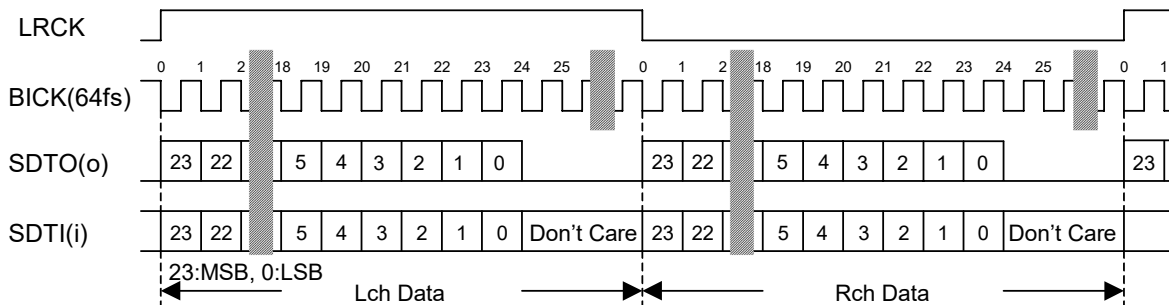 LRCK
0 1 2 18 19 20 21 22 23 24 25 0 1 2 18 19 20 21 22 23 24 25 0 1
BICK(64fs)
SDTO(o) 23 22 5 4 3 2 1 0 23 22 5 4 3 2 1 0 23
SDTI(i) 23 22 5 4 3 2 1 0 Don't Care 23 22 5 4 3 2 1 0 Don't Care
23:MSB, 0:LSB
Lch Data Rch Data